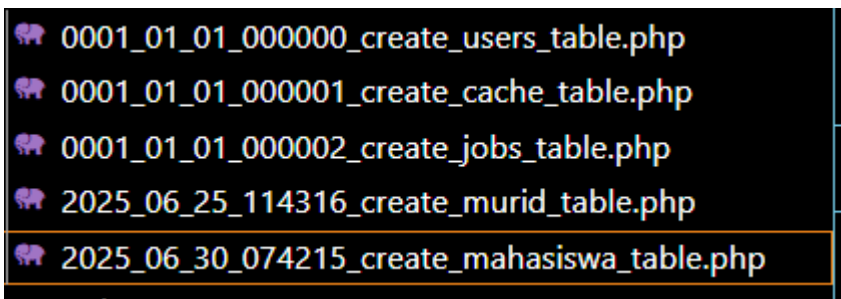 0001_01_01_000000_create_users_table.php
0001_01_01_000001_create_cache_table.php
0001_01_01_000002_create_jobs_table.php
2025_06_25_114316_create_murid_table.php
2025_06_30_074215_create_mahasiswa_table.php